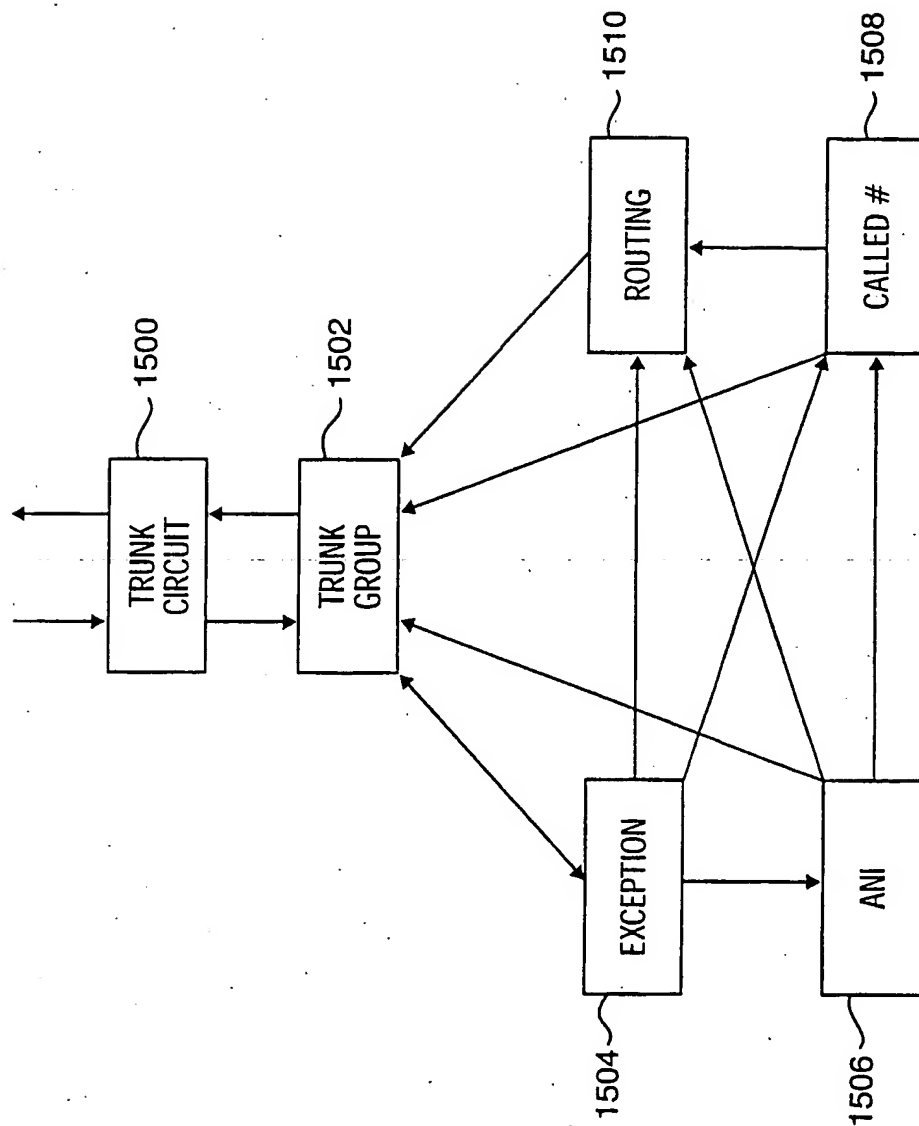 1500
TRUNK
CIRCUIT
1502
TRUNK
GROUP
1504
EXCEPTION
ROUTING
1510
1506
ANI
CALLED #
1508